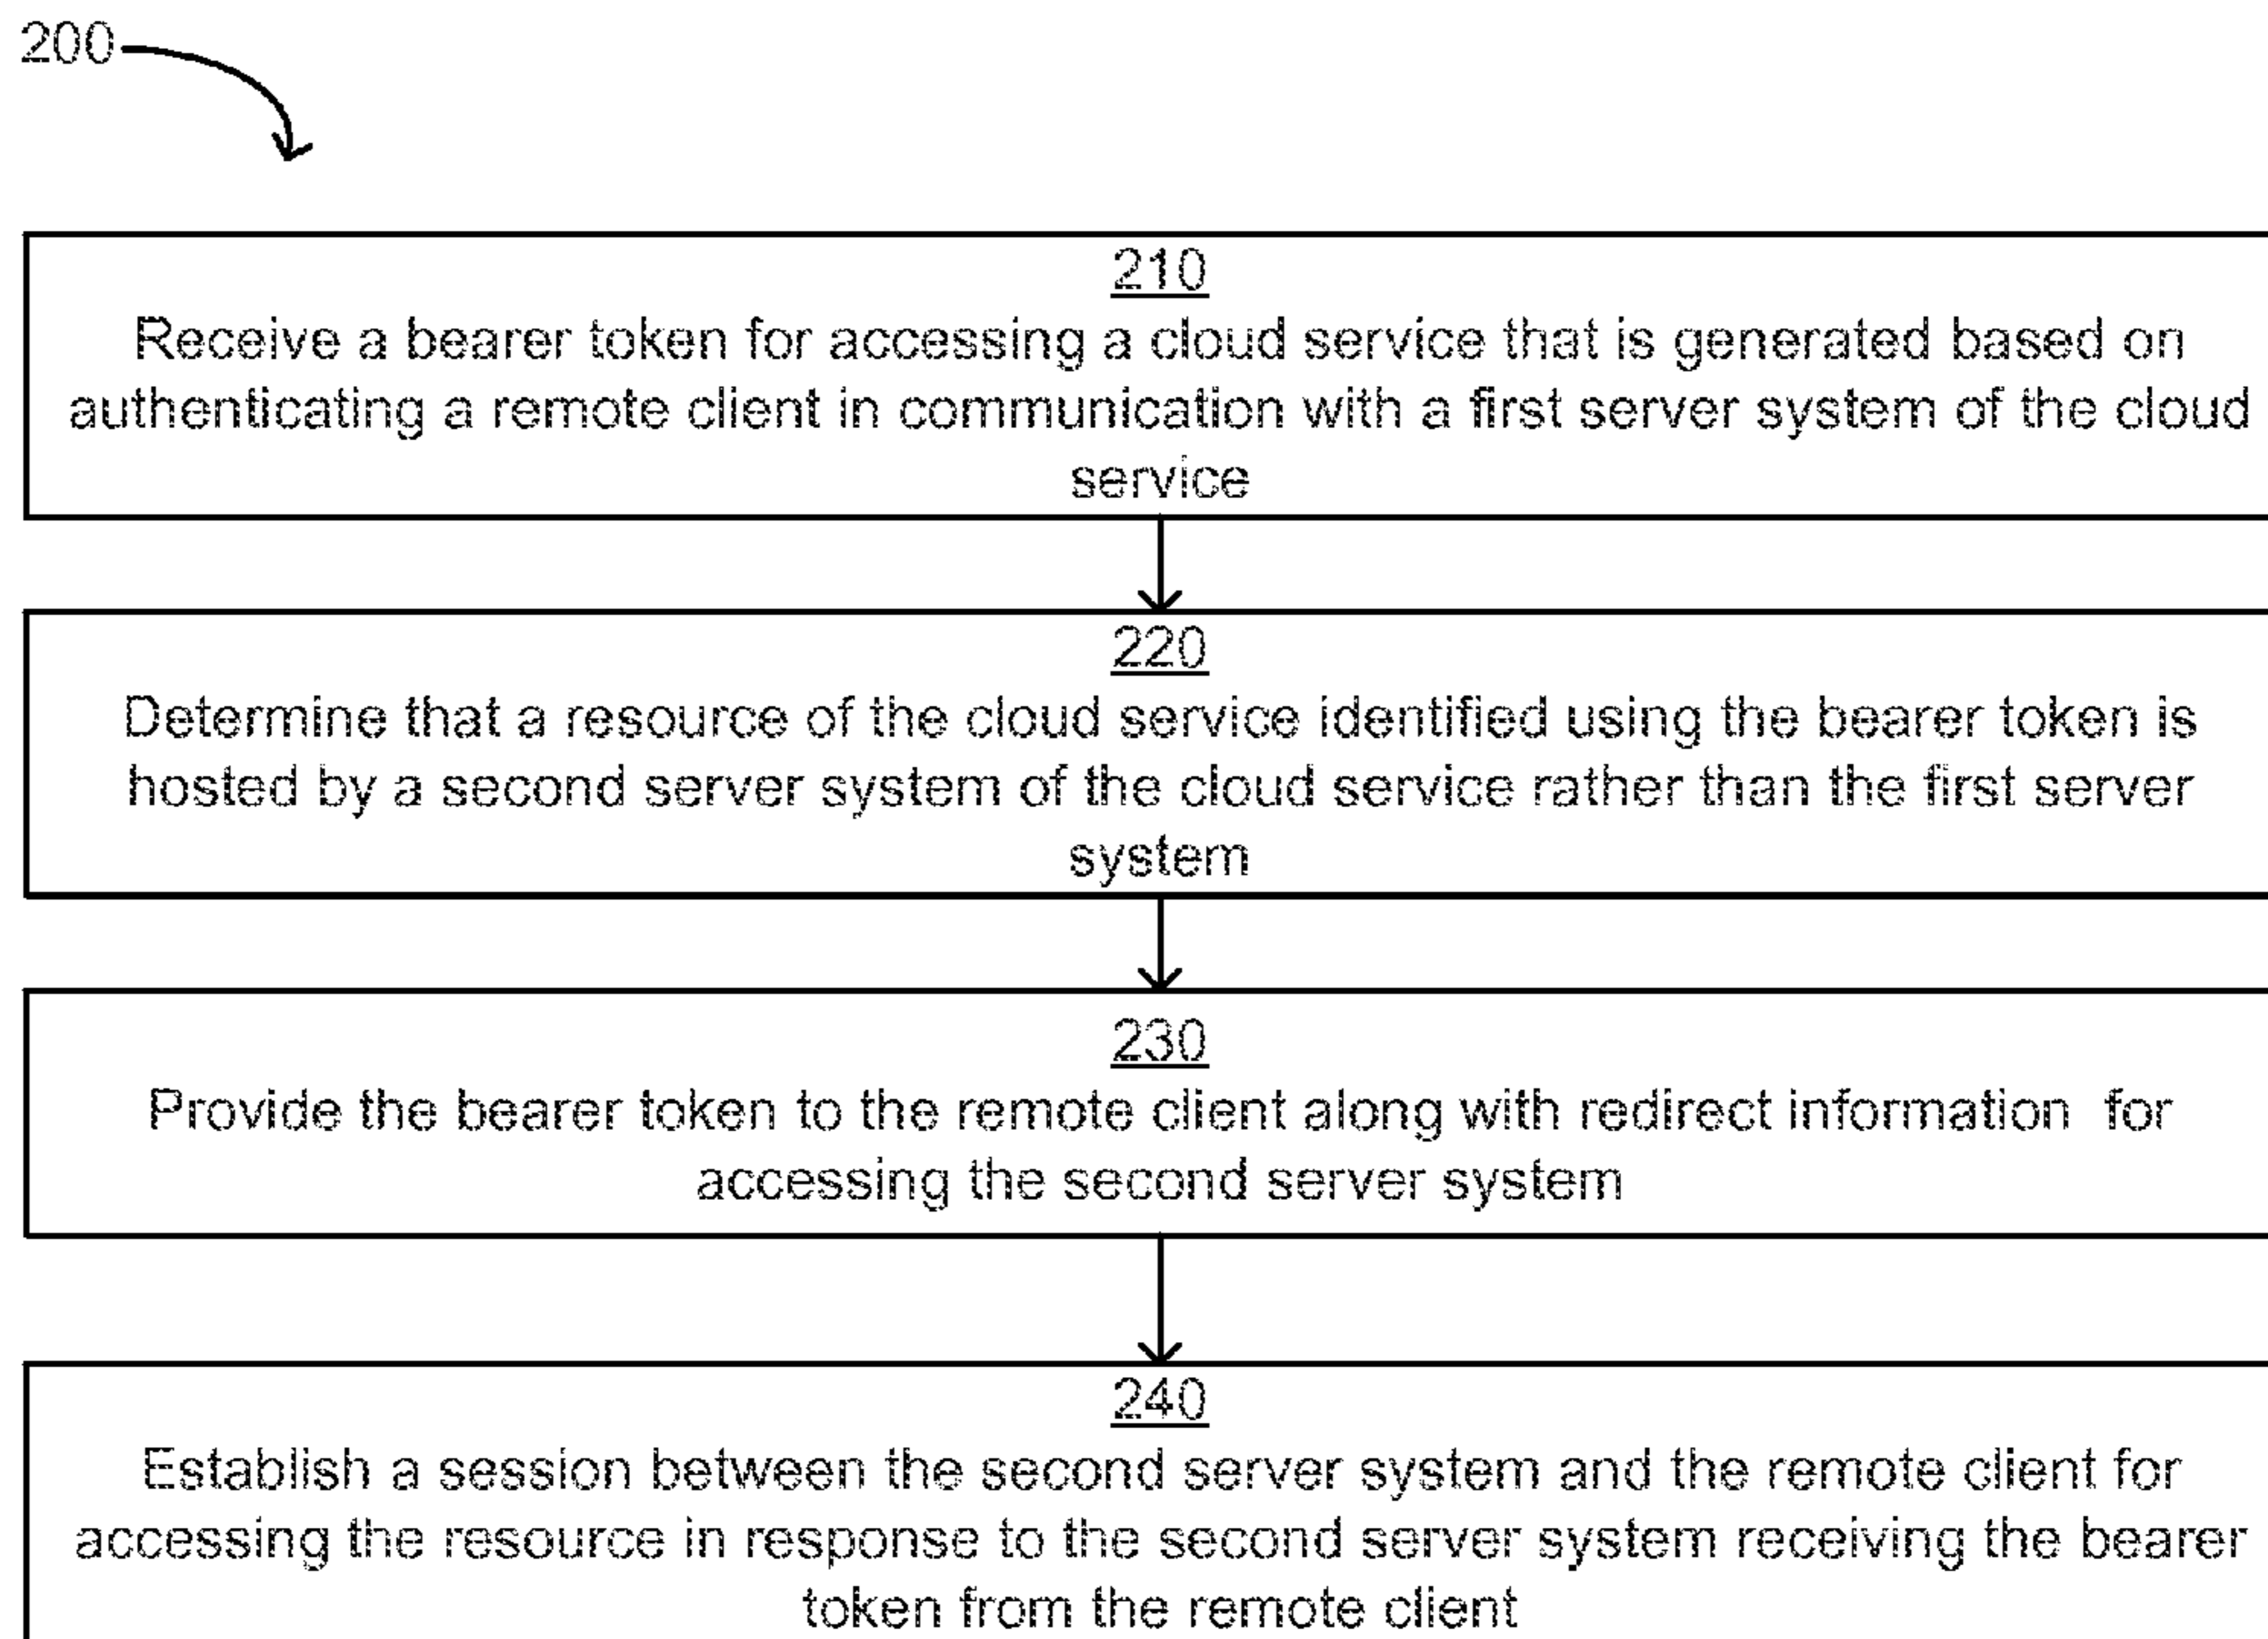 200
210
Receive a bearer token for accessing a cloud service that is generated based on
authenticating a remote client in communication with a first server system of the cloud
service
220
Determine that a resource of the cloud service identified using the bearer token is
hosted by a second server system of the cloud service rather than the first server
system
230
Provide the bearer token to the remote client along with redirect information for
accessing the second server system
240
Establish a session between the second server system and the remote client for
accessing the resource in response to the second server system receiving the bearer
token from the remote client